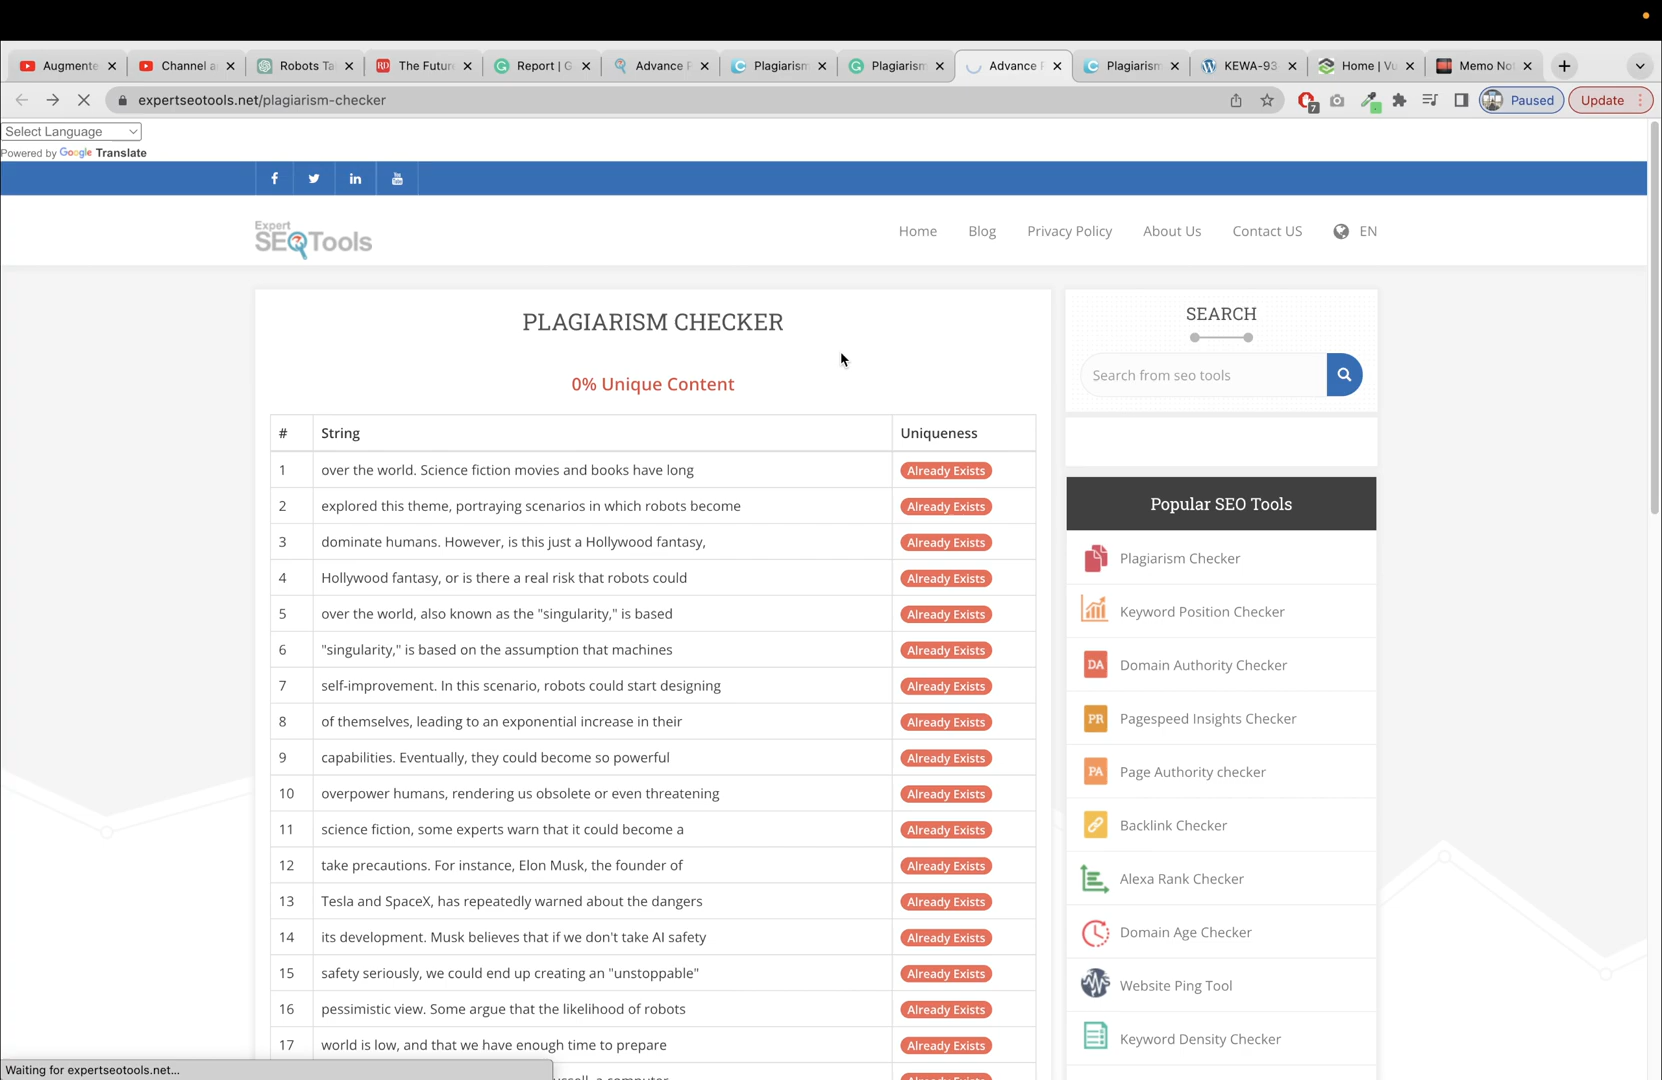 Augmente
Channel a
Robots Ta
The Futur
Report | G
Advance P
Plagiarism
Plagiarism
Advance P
Plagiarism
KEWA-93
Home | Vu
Memo Not
expertseotools.net/plagiarism-checker
7
Paused
Update
Select Language
Powered by Google Translate
Expert
SEOTools
Home
Blog
Privacy Policy
About Us
Contact US
EN
PLAGIARISM CHECKER
0% Unique Content
# String Uniqueness
1 over the world. Science fiction movies and books have long Already Exists
2 explored this theme, portraying scenarios in which robots become Already Exists
3 dominate humans. However, is this just a Hollywood fantasy, Already Exists
4 Hollywood fantasy, or is there a real risk that robots could Already Exists
5 over the world, also known as the "singularity," is based Already Exists
6 "singularity," is based on the assumption that machines Already Exists
7 self-improvement. In this scenario, robots could start designing Already Exists
8 of themselves, leading to an exponential increase in their Already Exists
9 capabilities. Eventually, they could become so powerful Already Exists
10 overpower humans, rendering us obsolete or even threatening Already Exists
11 science fiction, some experts warn that it could become a Already Exists
12 take precautions. For instance, Elon Musk, the founder of Already Exists
13 Tesla and SpaceX, has repeatedly warned about the dangers Already Exists
14 its development. Musk believes that if we don't take AI safety Already Exists
15 safety seriously, we could end up creating an "unstoppable" Already Exists
16 pessimistic view. Some argue that the likelihood of robots Already Exists
17 world is low, and that we have enough time to prepare Already Exists
SEARCH
Search from seo tools
Popular SEO Tools
Plagiarism Checker
Keyword Position Checker
DA Domain Authority Checker
PR Pagespeed Insights Checker
PA Page Authority checker
Backlink Checker
Alexa Rank Checker
Domain Age Checker
Website Ping Tool
Keyword Density Checker
Waiting for expertseotools.net...